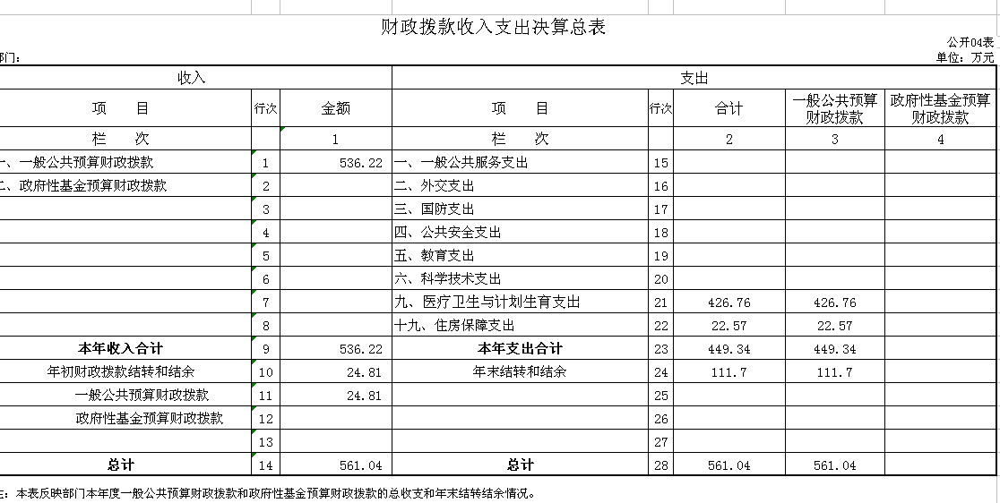 财政拨款收入支出决算总表
公开04表
部门： 单位：万元
收入 支出
项 目 行次 金额 项 目 行次 合计 一般公共预算财政拨款 政府性基金预算财政拨款
栏 次 1 栏 次 2 3 4
一、一般公共预算财政拨款 1 536.22 一、一般公共服务支出 15
二、政府性基金预算财政拨款 2 二、外交支出 16
3 三、国防支出 17
4 四、公共安全支出 18
5 五、教育支出 19
6 六、科学技术支出 20
7 九、医疗卫生与计划生育支出 21 426.76 426.76
8 十九、住房保障支出 22 22.57 22.57
本年收入合计 9 536.22 本年支出合计 23 449.34 449.34
年初财政拨款结转和结余 10 24.81 年末结转和结余 24 111.7 111.7
一般公共预算财政拨款 11 24.81 25
政府性基金预算财政拨款 12 26
13 27
总计 14 561.04 总计 28 561.04 561.04
注：本表反映部门本年度一般公共预算财政拨款和政府性基金预算财政拨款的总收支和年末结转结余情况。